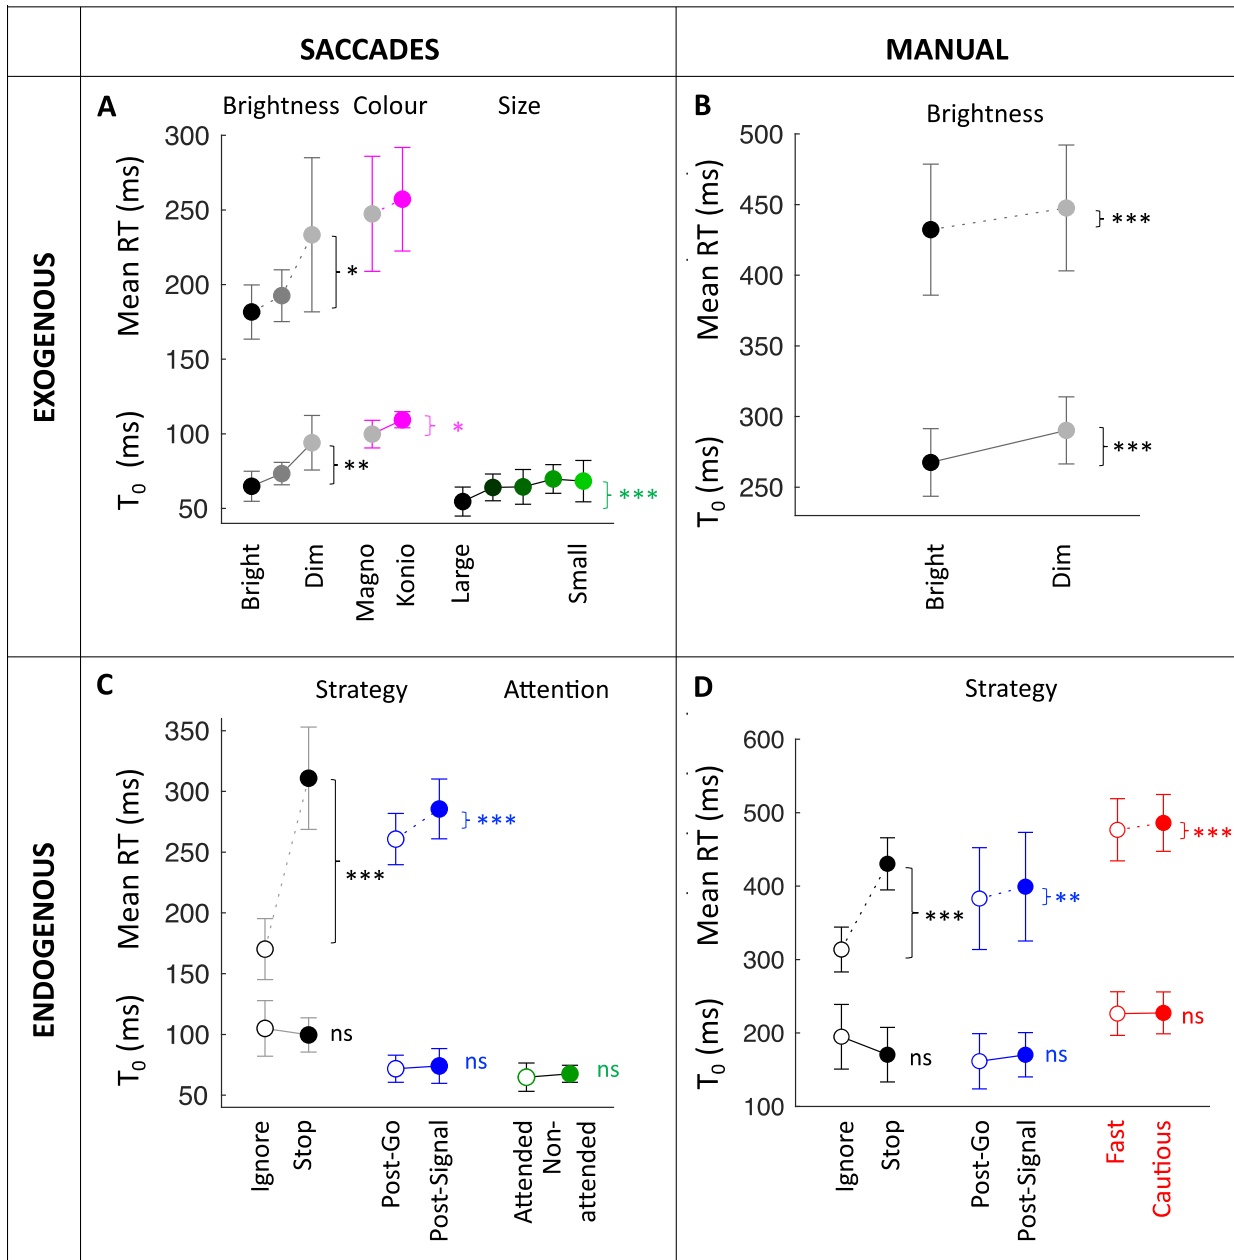 SACCADES
MANUAL
EXOGENOUS
A
Brightness
Colour
Size
300
250
200
150
100
50
Mean RT (ms)
T0 (ms)
*
**
*
***
Bright
Dim
Magno
Konio
Large
Small
B
Brightness
500
450
400
350
300
250
Mean RT (ms)
T0 (ms)
***
***
Bright
Dim
ENDOGENOUS
C
Strategy
Attention
350
300
250
200
150
100
50
Mean RT (ms)
T0 (ms)
***
***
ns
ns
ns
Ignore
Stop
Post-Go
Post-Signal
Attended
Non-
attended
D
Strategy
600
500
400
300
200
100
Mean RT (ms)
T0 (ms)
***
**
***
ns
ns
ns
Ignore
Stop
Post-Go
Post-Signal
Fast
Cautious